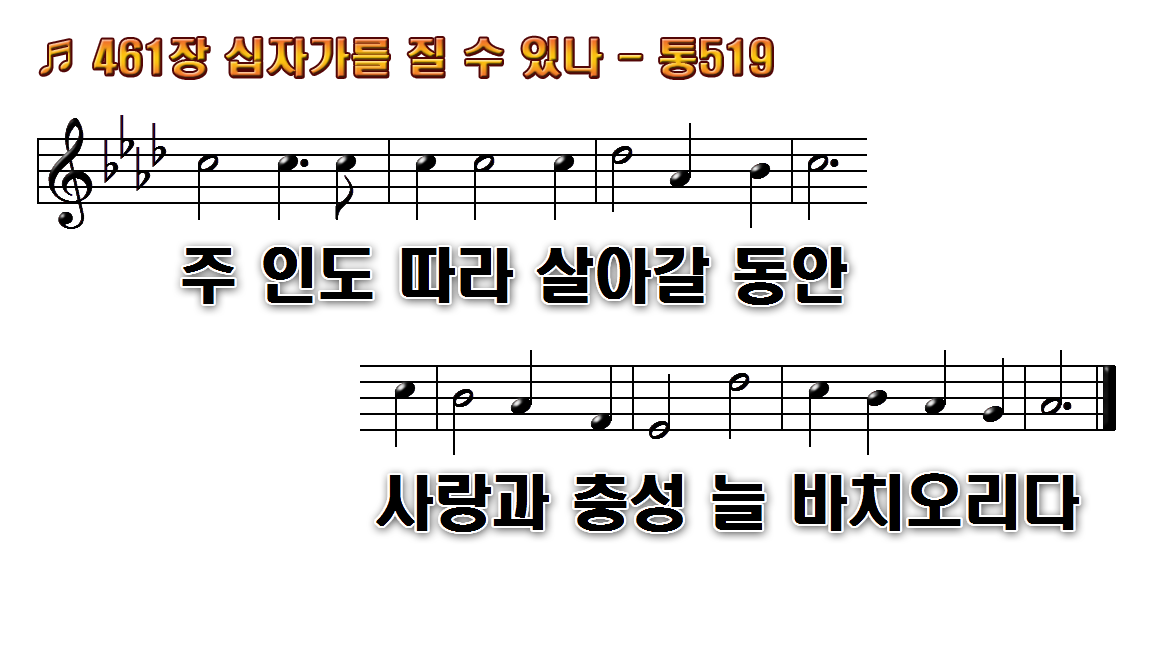 ♬ 461장 십자가를 질 수 있나 - 통519
주 인도 따라 살아갈 동안
사랑과 충성 늘 바치오리다